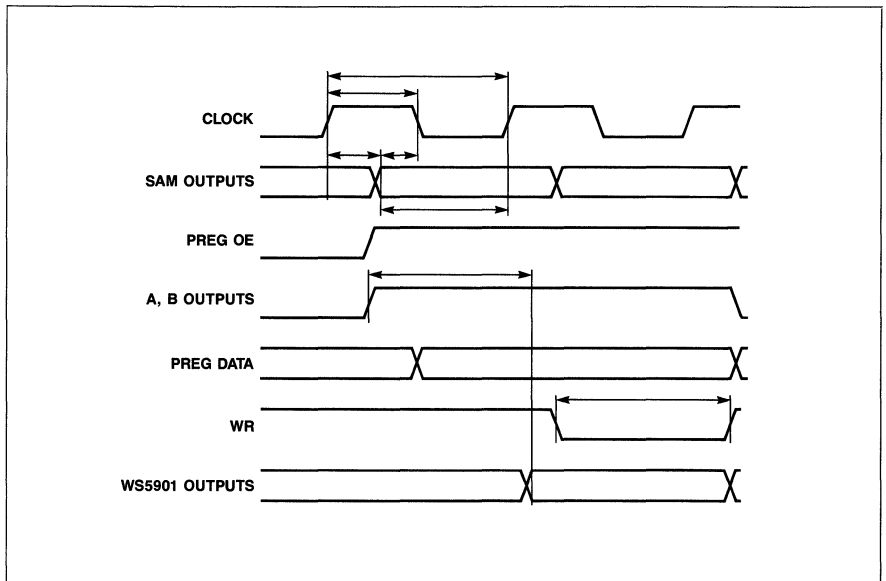 CLOCK
SAM OUTPUTS
PREG OE
A, B OUTPUTS
PREG DATA
WR
WS5901 OUTPUTS